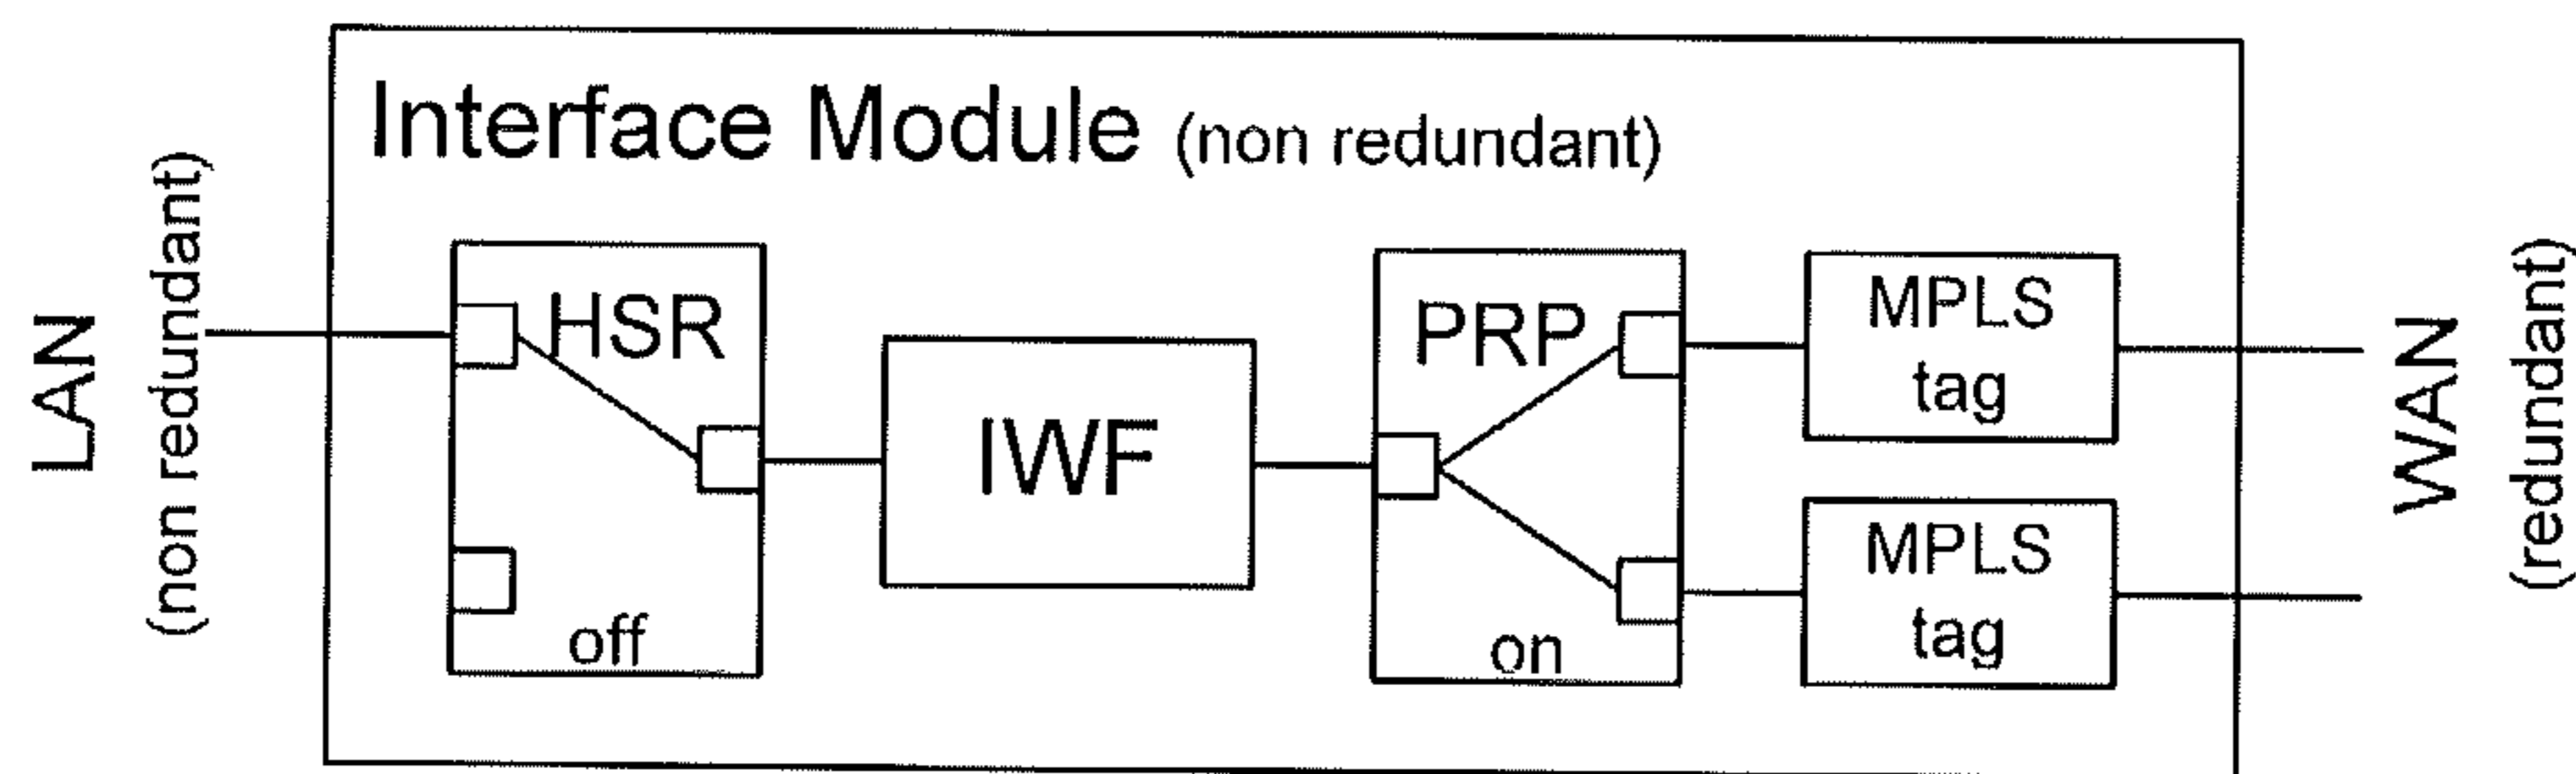 Interface Module (non redundant)
LAN
(non redundant)
HSR
off
IWF
PRP
on
MPLS
tag
MPLS
tag
WAN
(redundant)